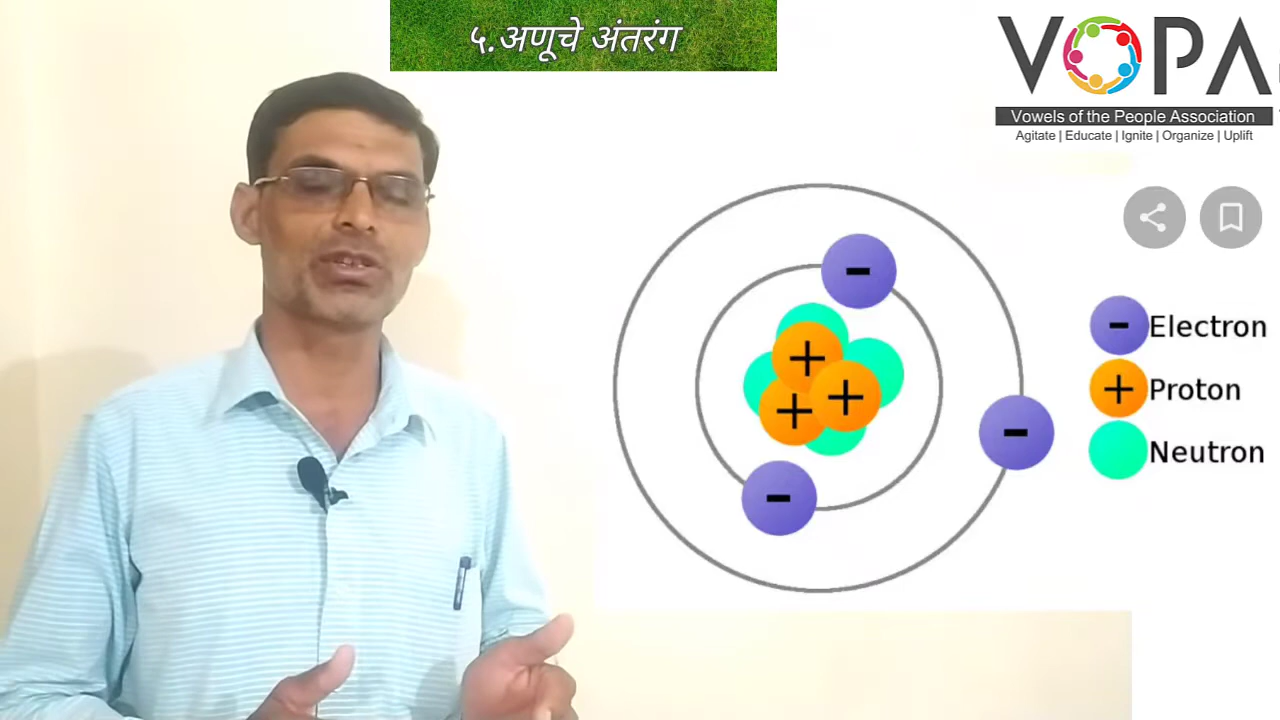 ५.अणूचे अंतरंग
VOPA
Vowels of the People Association
Agitate | Educate | Ignite | Organize | Uplift
- Electron
+ Proton
Neutron
-
+
+
+
-
-